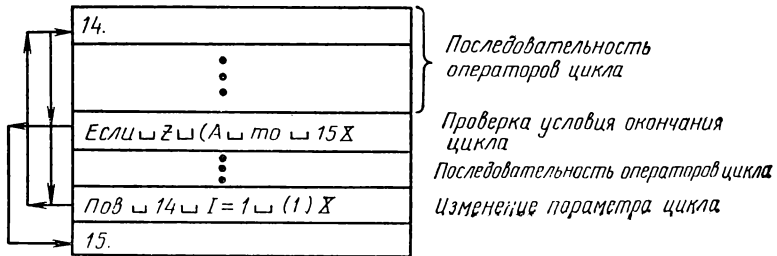 14.
Последовательность
операторов цикла
Если ␣ Z ␣ (A ␣ то ␣ 15 X
Проверка условия окончания
цикла
Последовательность операторов цикла
Пов ␣ 14 ␣ I = 1 ␣ (1) X
Изменение параметра цикла
15.